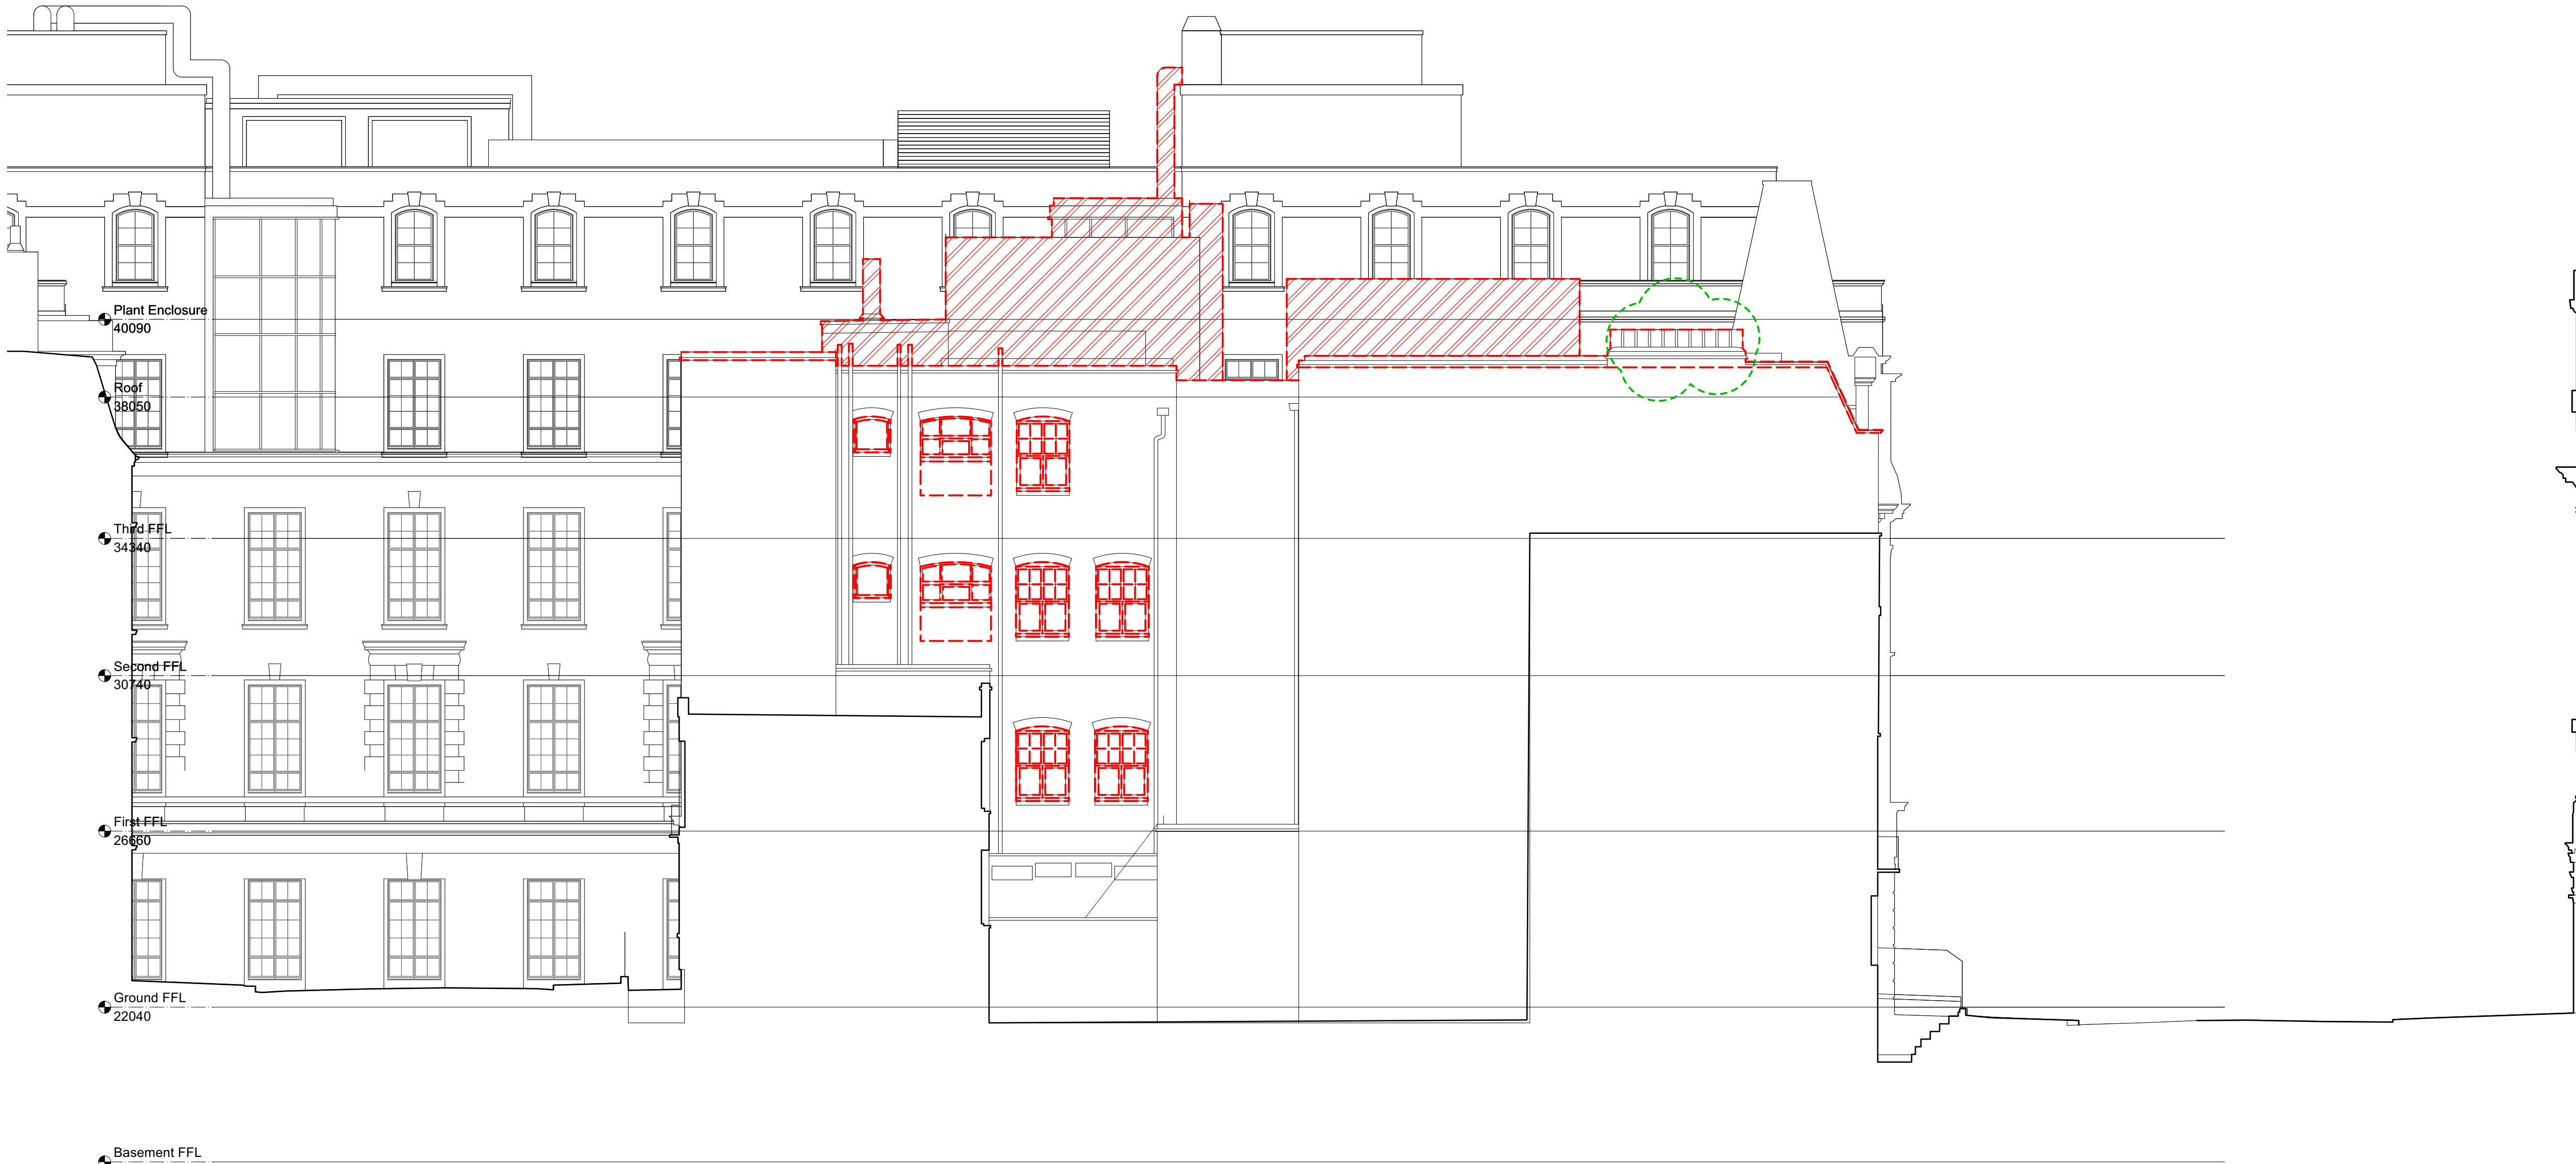 Plant Enclosure
40090
Roof
38050
Third FFL
34340
Second FFL
30740
First FFL
26660
Ground FFL
22040
Basement FFL